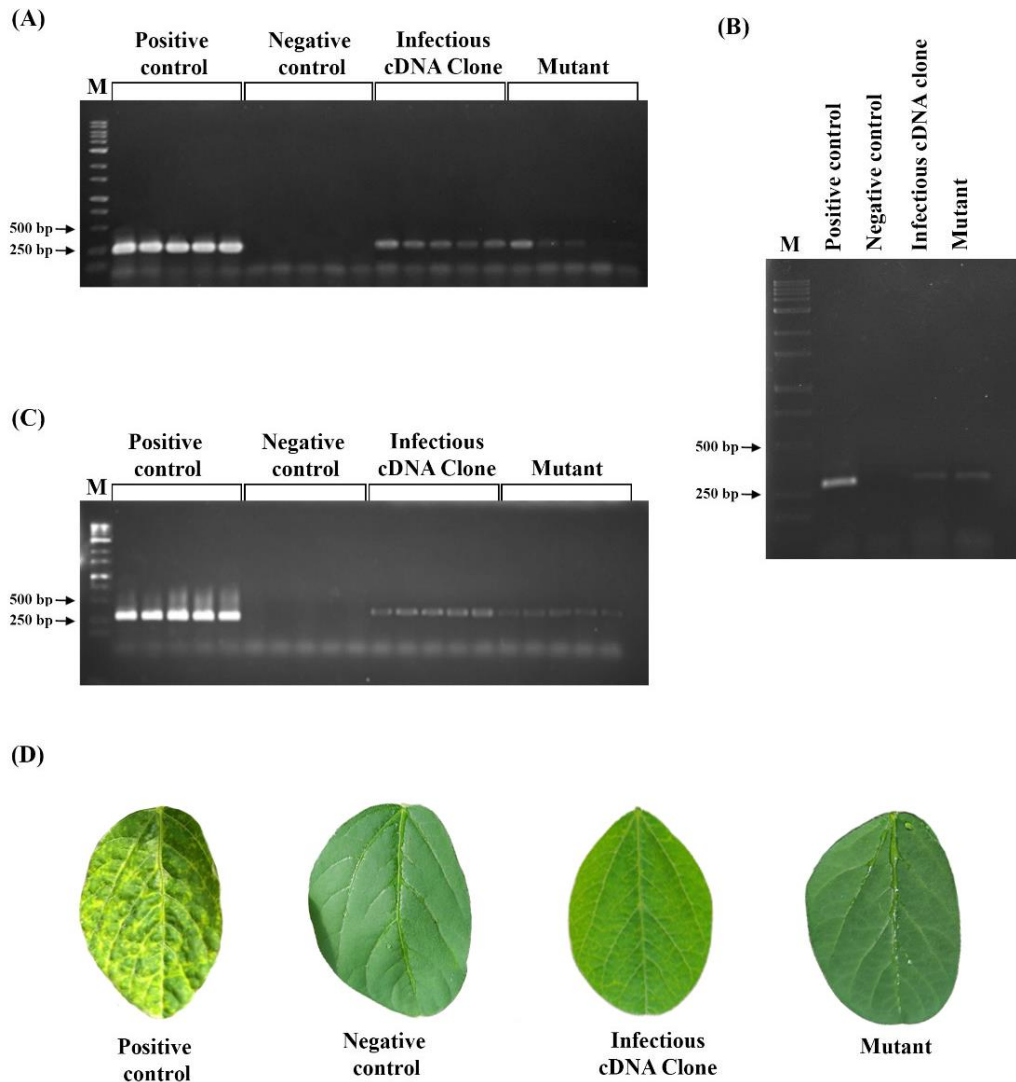 (A)
Positive
control
Negative
control
Infectious
cDNA Clone
Mutant
M
500 bp
250 bp
(B)
Positive control
Negative control
Infectious cDNA clone
Mutant
M
500 bp
250 bp
(C)
Positive
control
Negative
control
Infectious
cDNA Clone
Mutant
M
500 bp
250 bp
(D)
Positive
control
Negative
control
Infectious
cDNA Clone
Mutant